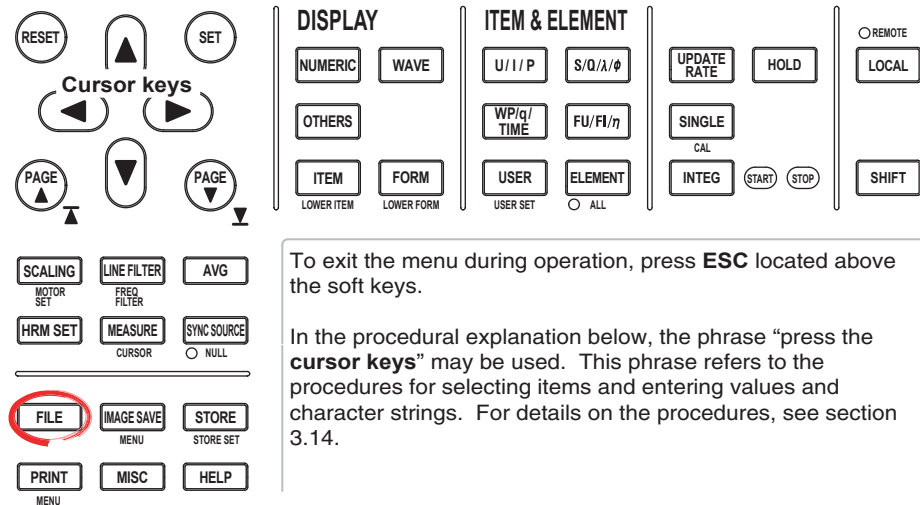 RESET
SET
Cursor keys
PAGE
PAGE
DISPLAY
NUMERIC
WAVE
OTHERS
ITEM
FORM
LOWER ITEM
LOWER FORM
ITEM & ELEMENT
U / I / P
S/Q/λ/ϕ
WP/q/
TIME
FU/FI/η
USER
ELEMENT
USER SET
ALL
UPDATE
RATE
HOLD
SINGLE
CAL
INTEG
START
STOP
REMOTE
LOCAL
SHIFT
SCALING
LINE FILTER
AVG
MOTOR
SET
FREQ
FILTER
HRM SET
MEASURE
SYNC SOURCE
CURSOR
NULL
FILE
IMAGE SAVE
STORE
MENU
STORE SET
PRINT
MISC
HELP
MENU
To exit the menu during operation, press ESC located above
the soft keys.
In the procedural explanation below, the phrase “press the
cursor keys” may be used. This phrase refers to the
procedures for selecting items and entering values and
character strings. For details on the procedures, see section
3.14.